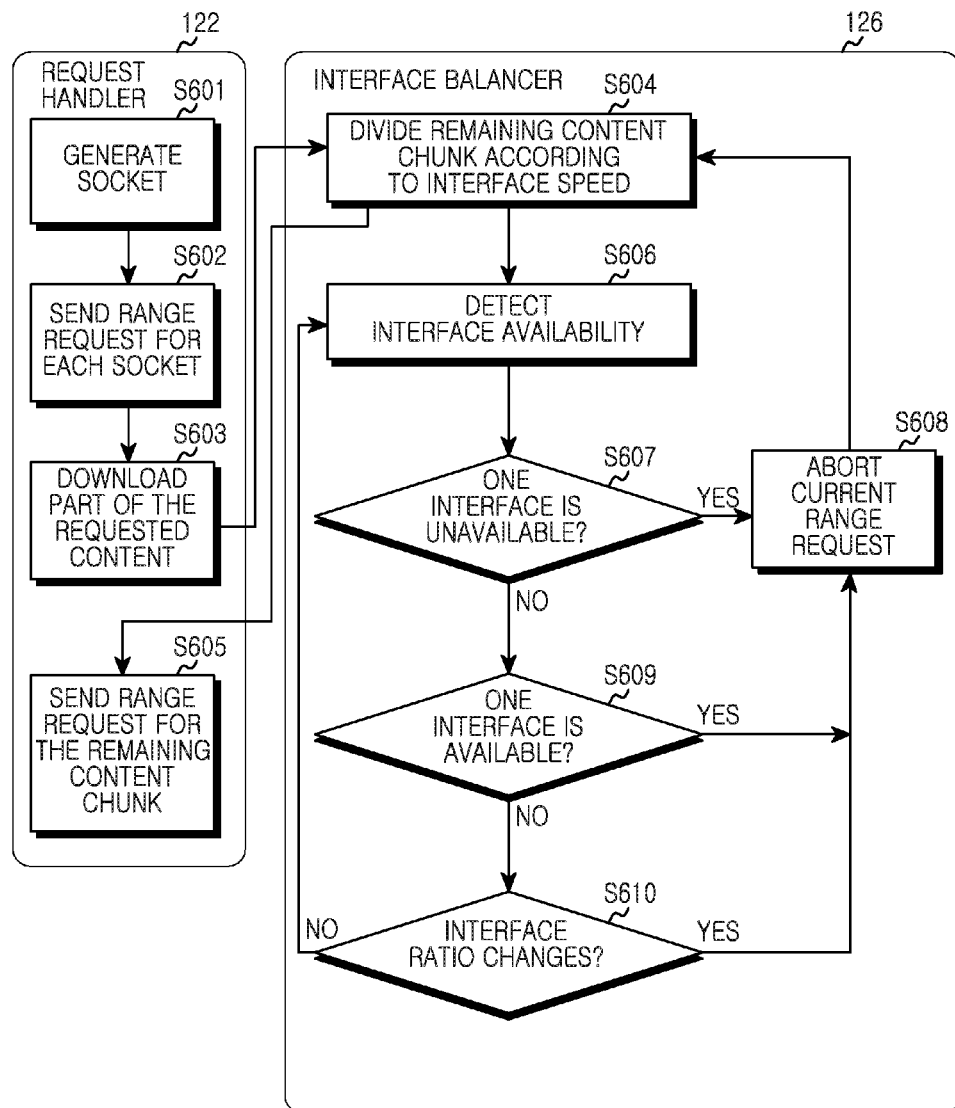 122
REQUEST
HANDLER
S601
GENERATE
SOCKET
S602
SEND RANGE
REQUEST FOR
EACH SOCKET
S603
DOWNLOAD
PART OF THE
REQUESTED
CONTENT
S605
SEND RANGE
REQUEST FOR
THE REMAINING
CONTENT
CHUNK
126
INTERFACE BALANCER
S604
DIVIDE REMAINING CONTENT
CHUNK ACCORDING
TO INTERFACE SPEED
S606
DETECT
INTERFACE AVAILABILITY
S607
ONE
INTERFACE IS
UNAVAILABLE?
YES
NO
S608
ABORT
CURRENT
RANGE
REQUEST
S609
ONE
INTERFACE IS
AVAILABLE?
YES
NO
S610
INTERFACE
RATIO CHANGES?
NO
YES